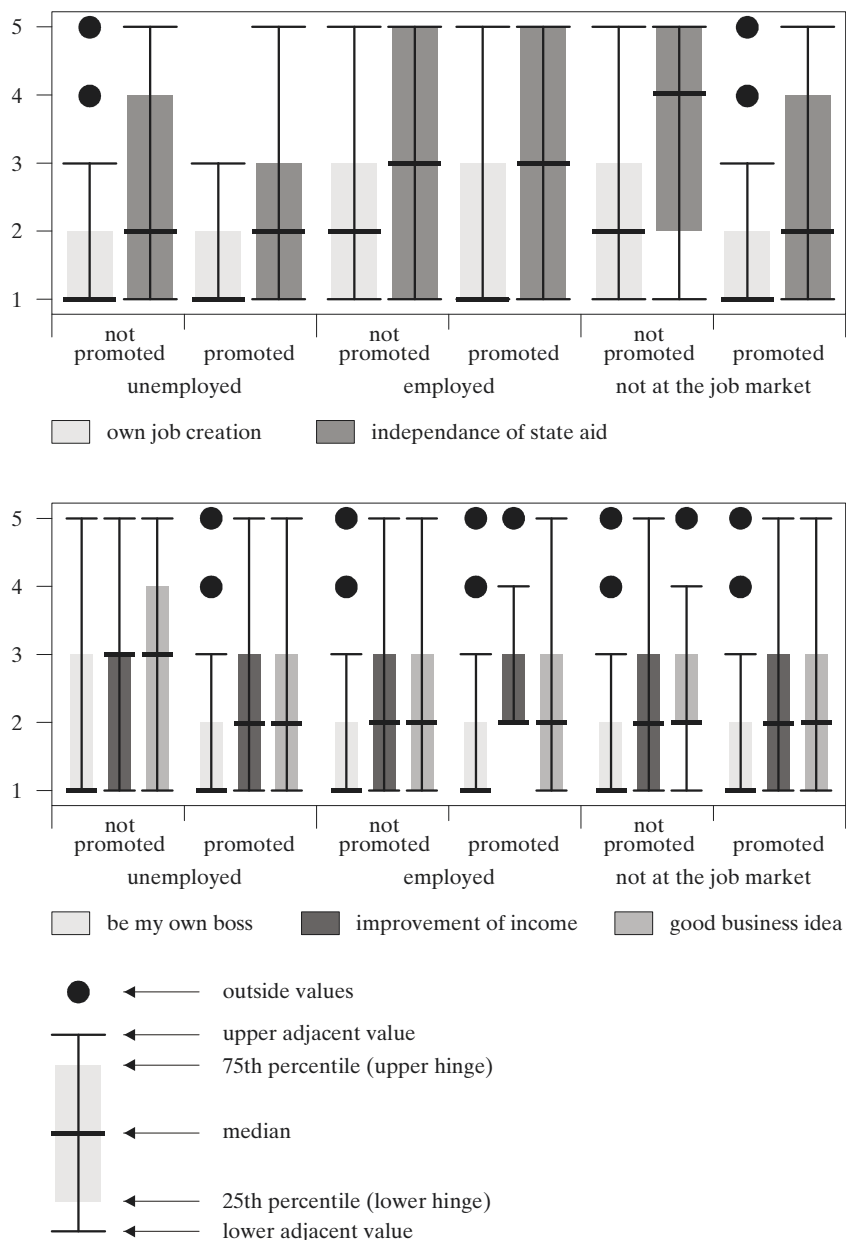 5
4
3
2
1
not promoted promoted not promoted promoted not promoted promoted
unemployed employed not at the job market
own job creation independance of state aid
5
4
3
2
1
not promoted promoted not promoted promoted not promoted promoted
unemployed employed not at the job market
be my own boss improvement of income good business idea
outside values
upper adjacent value
75th percentile (upper hinge)
median
25th percentile (lower hinge)
lower adjacent value